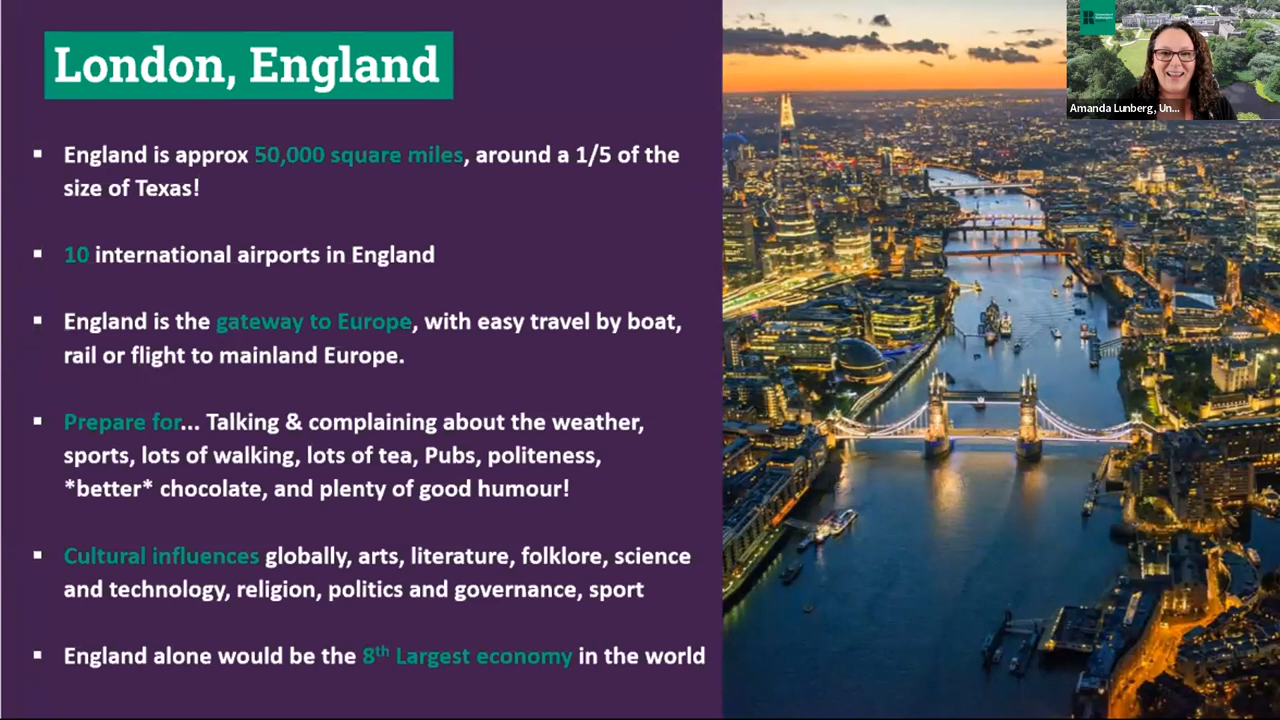 London, England
▪ England is approx 50,000 square miles, around a 1/5 of the
size of Texas!
▪ 10 international airports in England
▪ England is the gateway to Europe, with easy travel by boat,
rail or flight to mainland Europe.
▪ Prepare for... Talking & complaining about the weather,
sports, lots of walking, lots of tea, Pubs, politeness,
*better* chocolate, and plenty of good humour!
▪ Cultural influences globally, arts, literature, folklore, science
and technology, religion, politics and governance, sport
▪ England alone would be the 8th Largest economy in the world
Amanda Lunberg, Un...